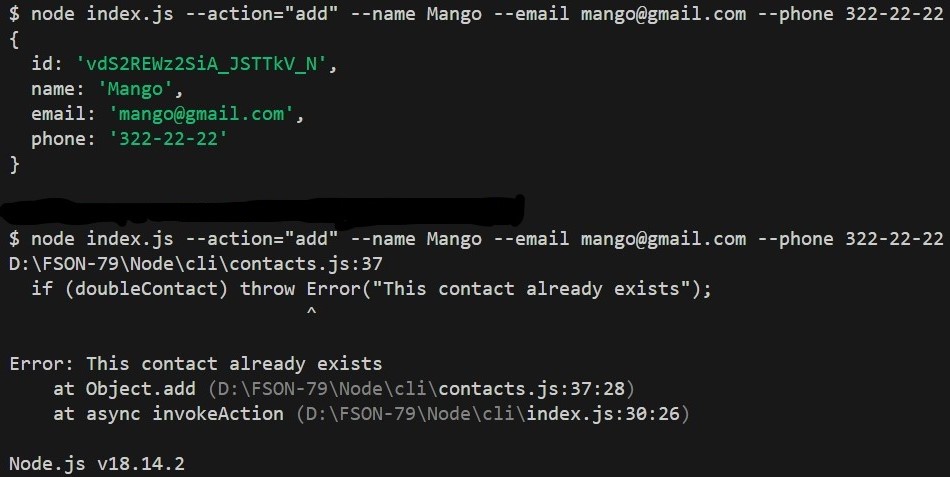 $ node index.js --action="add" --name Mango --email mango@gmail.com --phone 322-22-22
{
  id: 'vdS2REWz2SiA_JSTTkV_N',
  name: 'Mango',
  email: 'mango@gmail.com',
  phone: '322-22-22'
}
$ node index.js --action="add" --name Mango --email mango@gmail.com --phone 322-22-22
D:\FSON-79\Node\cli\contacts.js:37
  if (doubleContact) throw Error("This contact already exists");
                           ^
Error: This contact already exists
    at Object.add (D:\FSON-79\Node\cli\contacts.js:37:28)
    at async invokeAction (D:\FSON-79\Node\cli\index.js:30:26)
Node.js v18.14.2